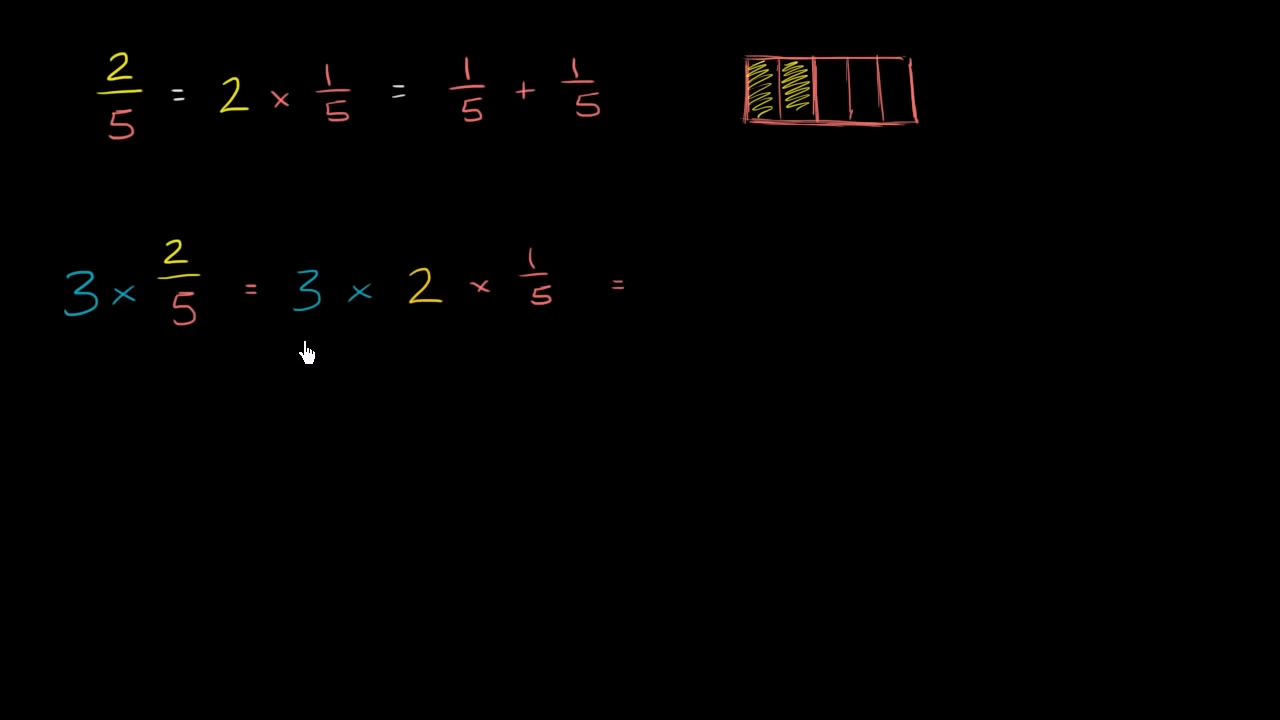 2/5 = 2 × 1/5 = 1/5 + 1/5
3 × 2/5 = 3 × 2 × 1/5 =